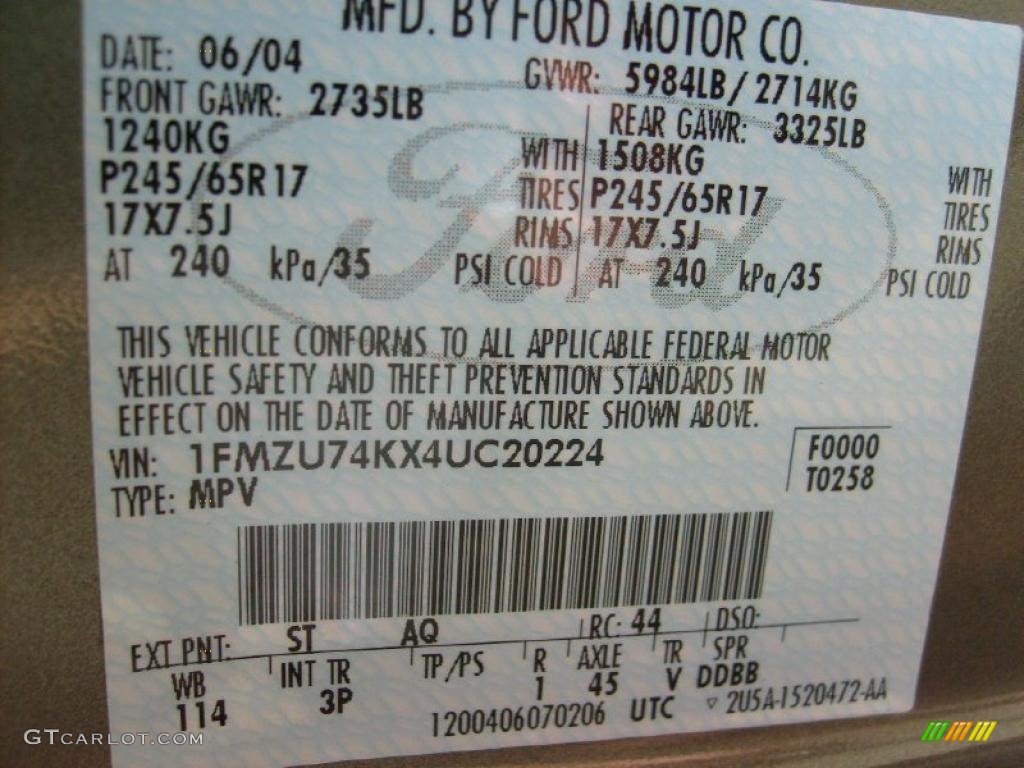 MFD. BY FORD MOTOR CO.
DATE: 06/04 GVWR: 5984LB/2714KG
FRONT GAWR: 2735LB REAR GAWR: 3325LB
1240KG WITH 1508KG WITH
P245/65R17 TIRES P245/65R17 TIRES
17X7.5J RIMS 17X7.5J RIMS
AT 240 kPa/35 PSI COLD AT 240 kPa/35 PSI COLD
Ford
THIS VEHICLE CONFORMS TO ALL APPLICABLE FEDERAL MOTOR
VEHICLE SAFETY AND THEFT PREVENTION STANDARDS IN
EFFECT ON THE DATE OF MANUFACTURE SHOWN ABOVE.
VIN: 1FMZU74KX4UC20224 F0000
TYPE: MPV T0258
EXT PNT: ST AQ RC: 44 DSO:
WB INT TR TP/PS R AXLE TR SPR
114 3P 1 45 V DDBB
1200406070206 UTC ▽ 2U5A-1520472-AA
GTCARLOT.COM